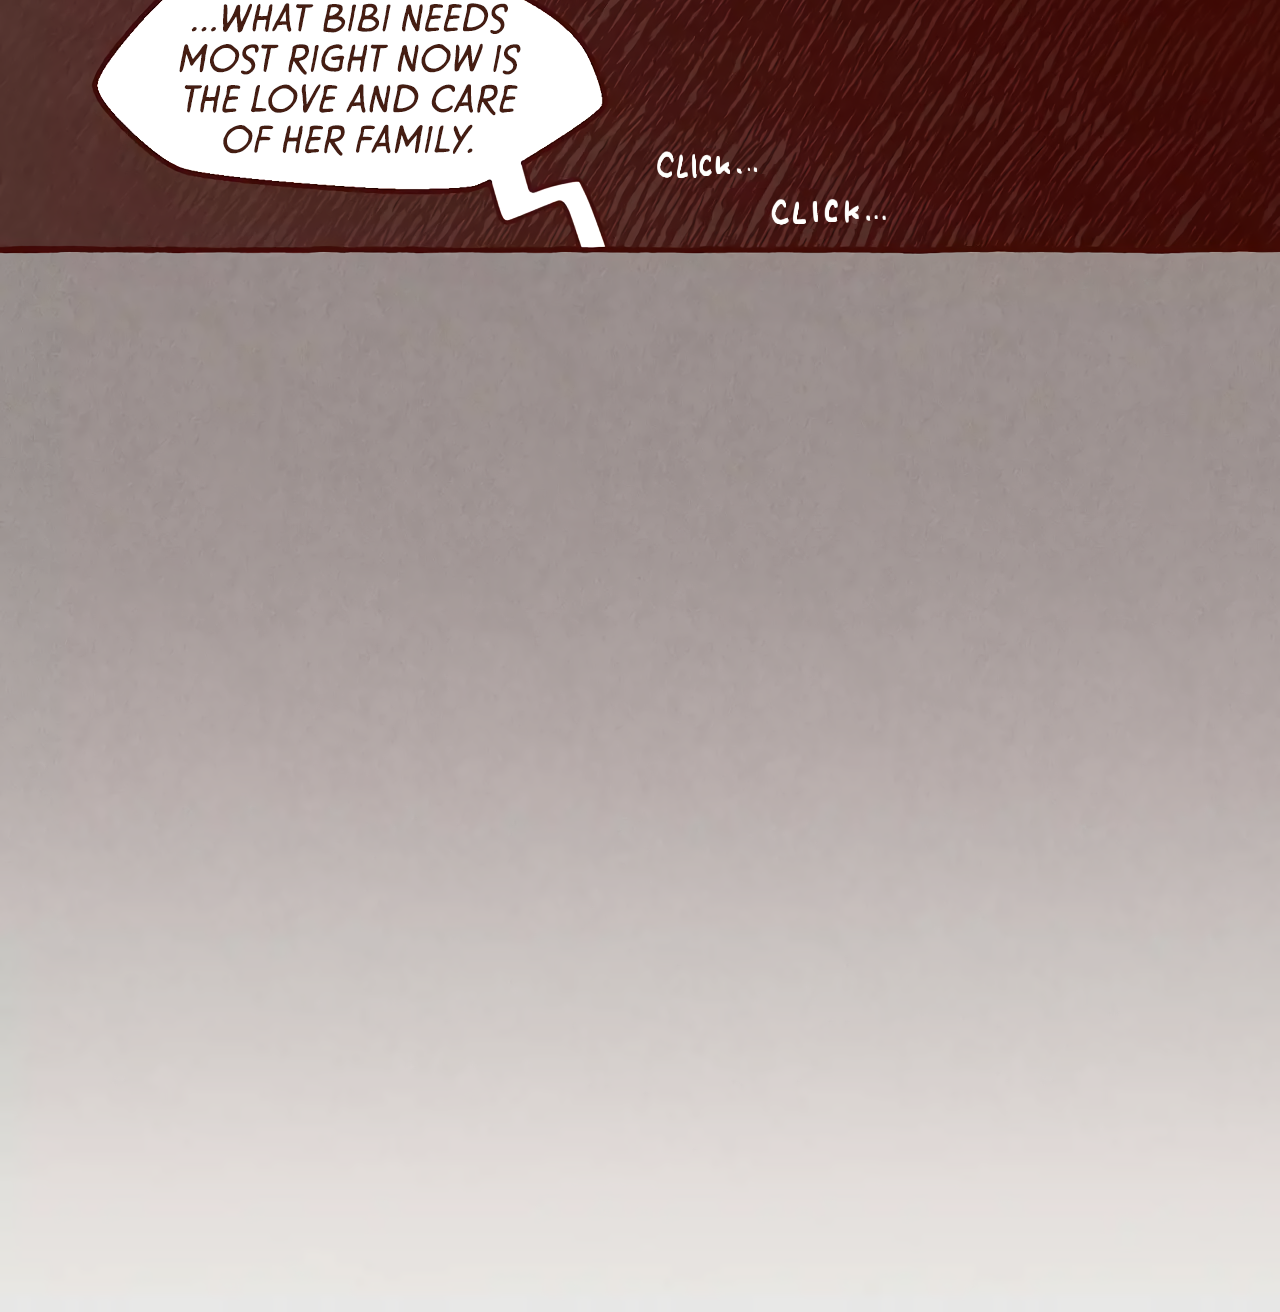 ...WHAT BIBI NEEDS
MOST RIGHT NOW IS
THE LOVE AND CARE
OF HER FAMILY.
CLICK...
CLICK...